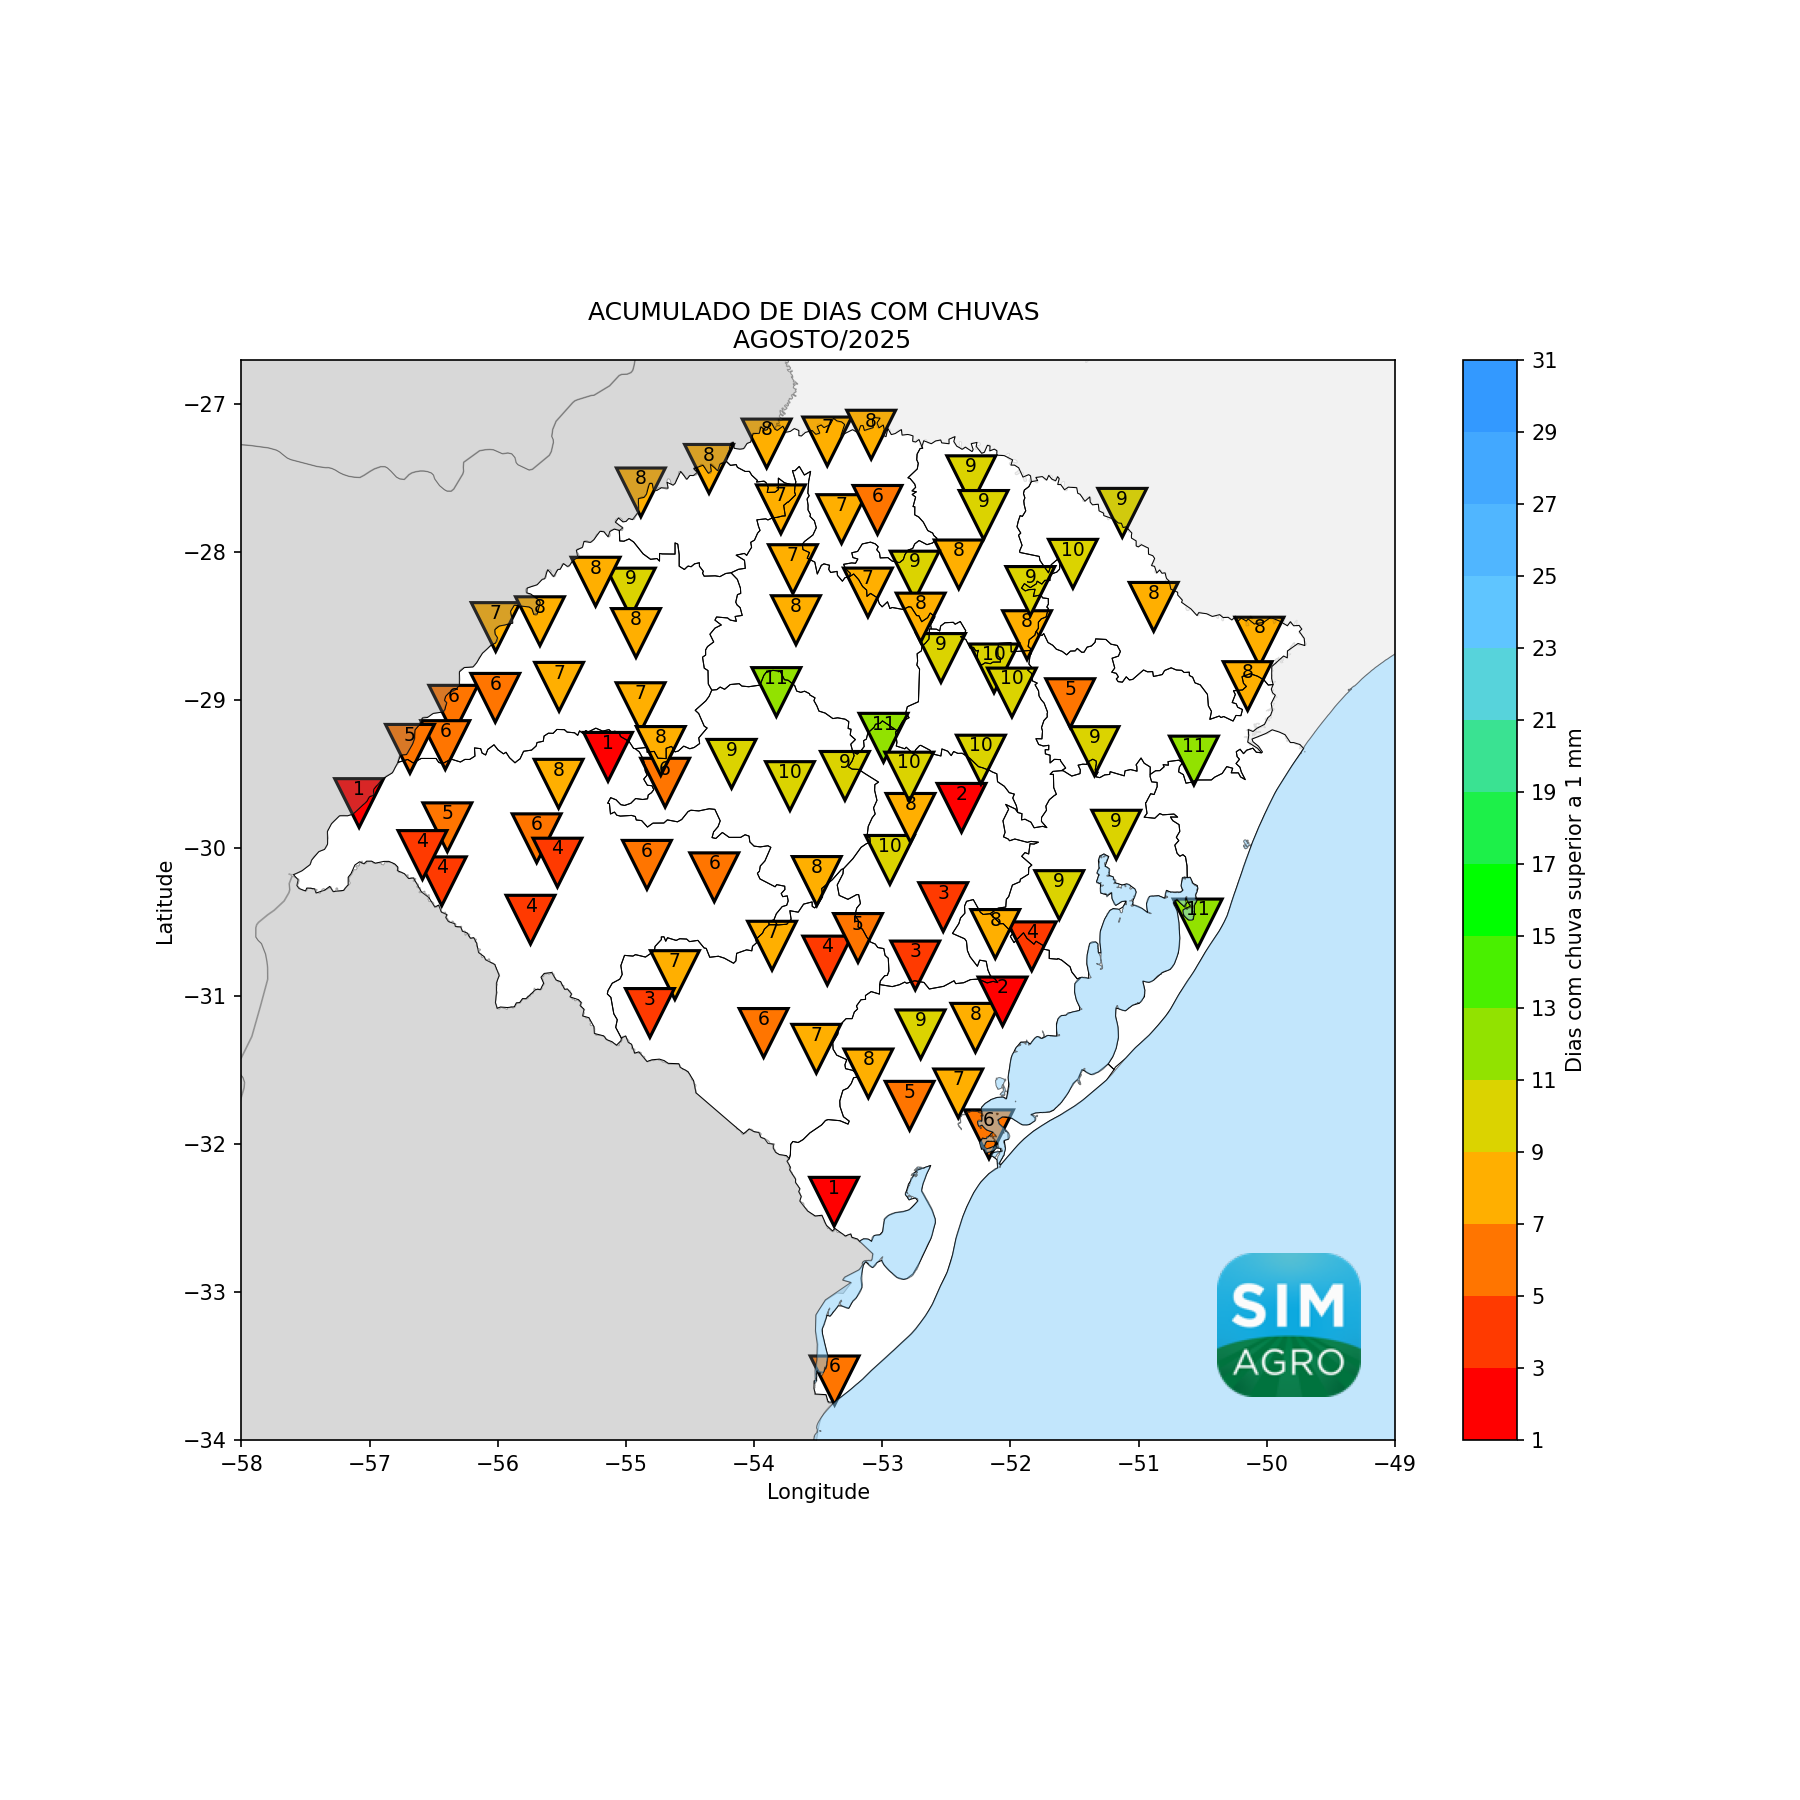 ACUMULADO DE DIAS COM CHUVAS
AGOSTO/2025
8 7 8
8 9
8 9
7 7 6 9
8 10
7 9 8
8 9 7 9 8
7 8 8 8 8 8
9 10 8
6 6 7 7 11 10 5 8
5 6 1 8 9 11 10 9 11
1 8 6 10 9 10 2
5 6 8 9
4 4 4 6 6 8 10
4 3 9 11
7 5 8 4
7 4 3
3 6 7 9 8 2
8 5 7
6
1
6
−27
−28
−29
−30
−31
−32
−33
−34
−58 −57 −56 −55 −54 −53 −52 −51 −50 −49
Longitude
Latitude
31
29
27
25
23
21
19
17
15
13
11
9
7
5
3
1
Dias com chuva superior a 1 mm
SIM
AGRO